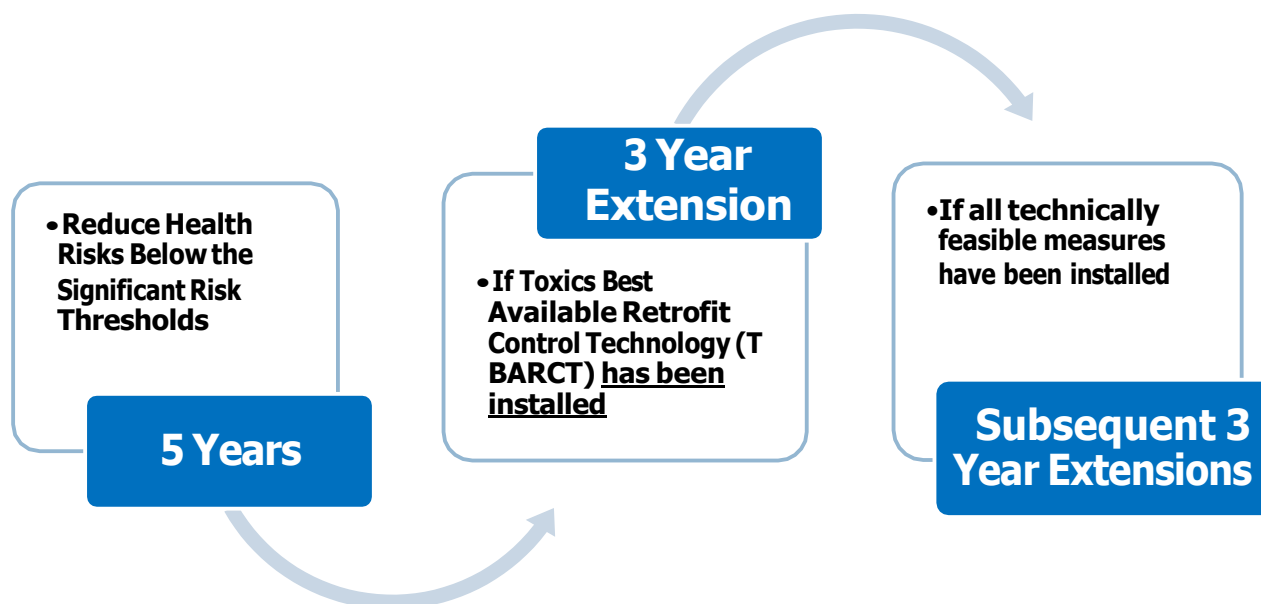 • Reduce Health
Risks Below the
Significant Risk
Thresholds
5 Years
3 Year
Extension
• If Toxics Best
Available Retrofit
Control Technology (T
BARCT) has been
installed
•If all technically
feasible measures
have been installed
Subsequent 3
Year Extensions